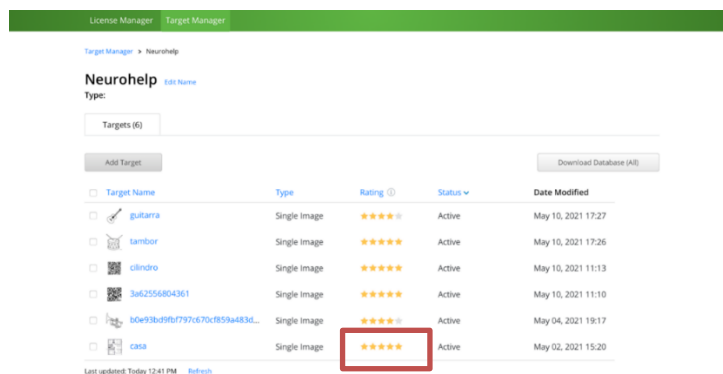 License Manager Target Manager
Target Manager > Neurohelp
Neurohelp Edit Name
Type:
Targets (6)
Add Target Download Database (All)
Target Name Type Rating Status Date Modified
guitarra Single Image Active May 10, 2021 17:27
tambor Single Image Active May 10, 2021 17:26
cilindro Single Image Active May 10, 2021 11:13
3a62556804361 Single Image Active May 10, 2021 11:10
b0e93bd9fbf797c670cf859a483d... Single Image Active May 04, 2021 19:17
casa Single Image Active May 02, 2021 15:20
Last updated: Today 12:41 PM Refresh